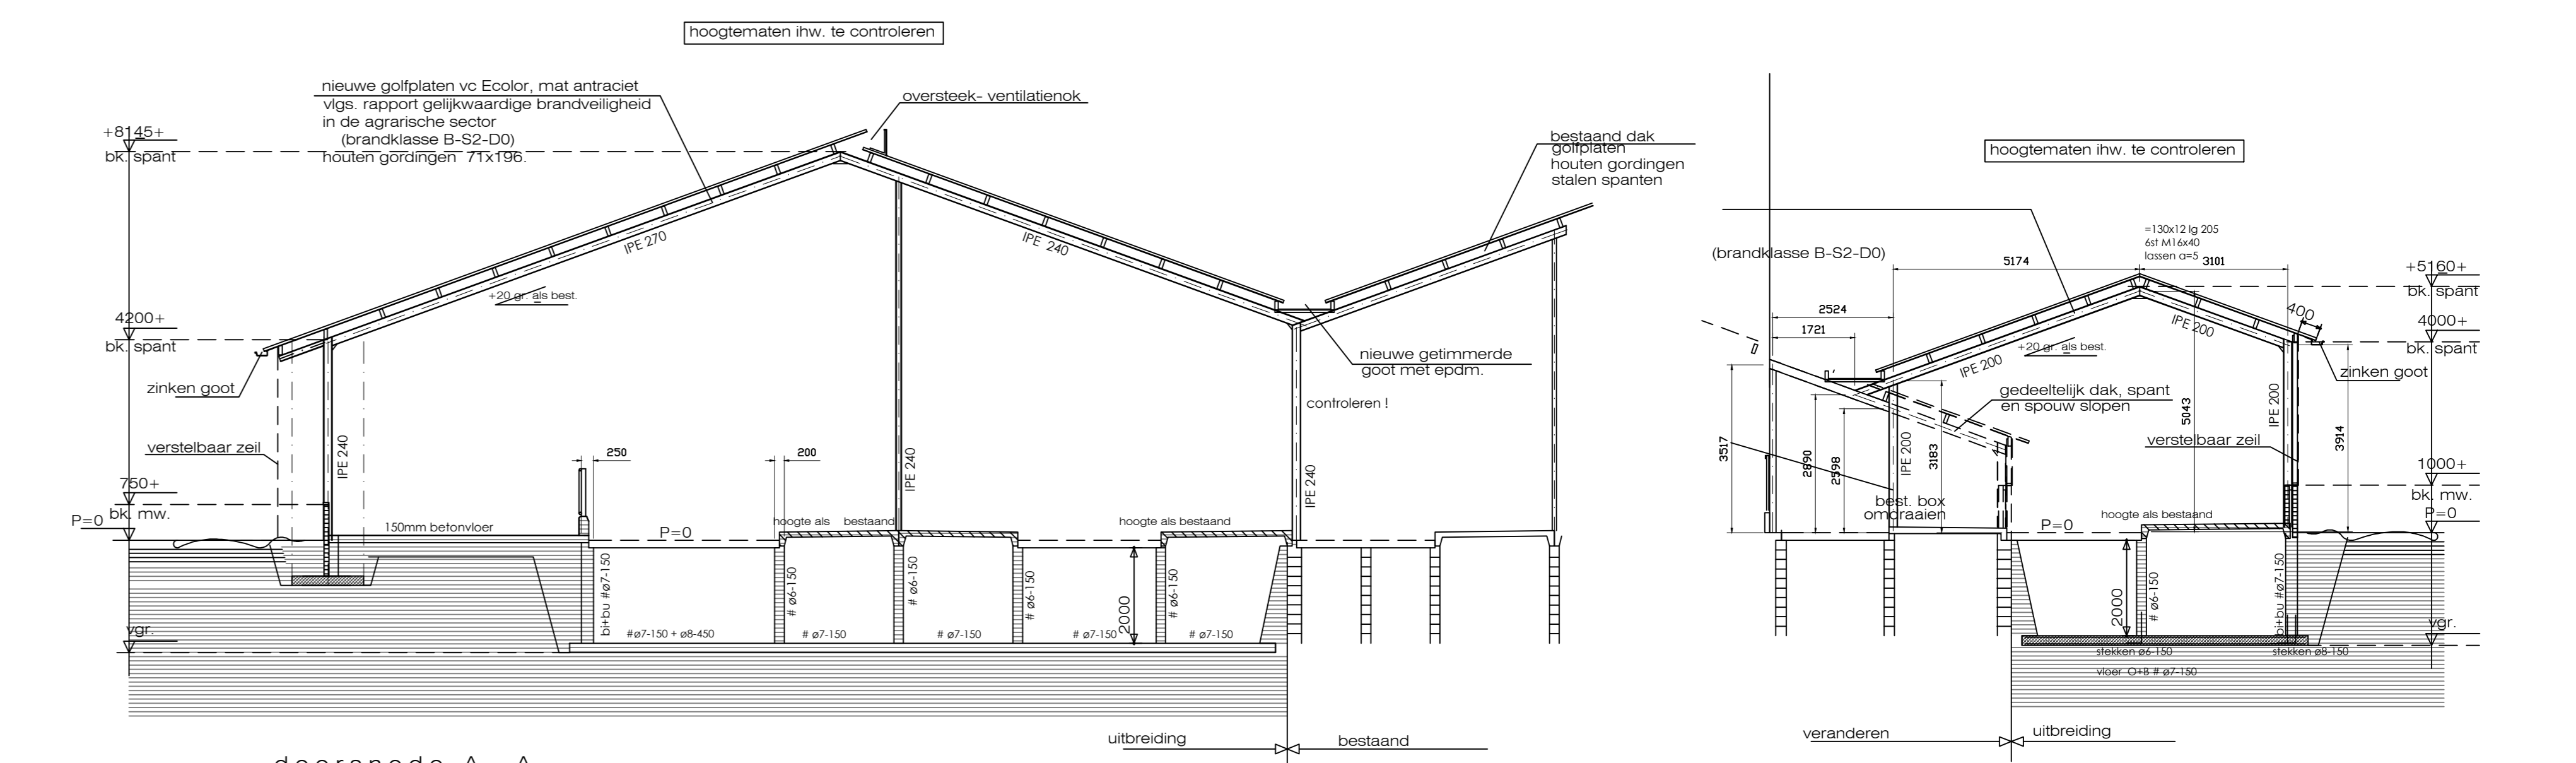 hoogtematen ihw. te controleren
nieuwe golfplaten vc Ecolor, mat antraciet
vlgs. rapport gelijkwaardige brandveiligheid
in de agrarische sector
(brandklasse B-S2-D0)
houten gordingen 71x196.
oversteek- ventilatienok
+8145+
bk. spant
bestaand dak
golfplaten
houten gordingen
stalen spanten
IPE 270
IPE 240
+20 gr. als best.
4200+
bk. spant
zinken goot
nieuwe getimmerde
goot met epdm.
controleren !
verstelbaar zeil
IPE 240
IPE 240
IPE 240
250
200
750+
bk. mw.
P=0
150mm betonvloer
P=0
hoogte als bestaand
hoogte als bestaand
bi+bu #ø7-150
# ø6-150
# ø6-150
# ø6-150
# ø6-150
2000
vgr.
#ø7-150 + ø8-450
# ø7-150
# ø7-150
# ø7-150
# ø7-150
uitbreiding
bestaand
doorsnede A-A
hoogtematen ihw. te controleren
(brandklasse B-S2-D0)
=130x12 lg 205
6st M16x40
lassen a=5
5174
3101
+5160+
bk. spant
2524
1721
400
4000+
bk. spant
IPE 200
IPE 200
+20 gr. als best.
zinken goot
gedeeltelijk dak, spant
en spouw slopen
3517
2890
2598
IPE 200
3183
5043
IPE 200
3914
verstelbaar zeil
1000+
bk. mw.
P=0
best. box
omdraaien
P=0
hoogte als bestaand
2000
# ø6-150
bi+bu #ø7-150
vgr.
stekken ø6-150
stekken ø8-150
vloer O+B # ø7-150
veranderen
uitbreiding